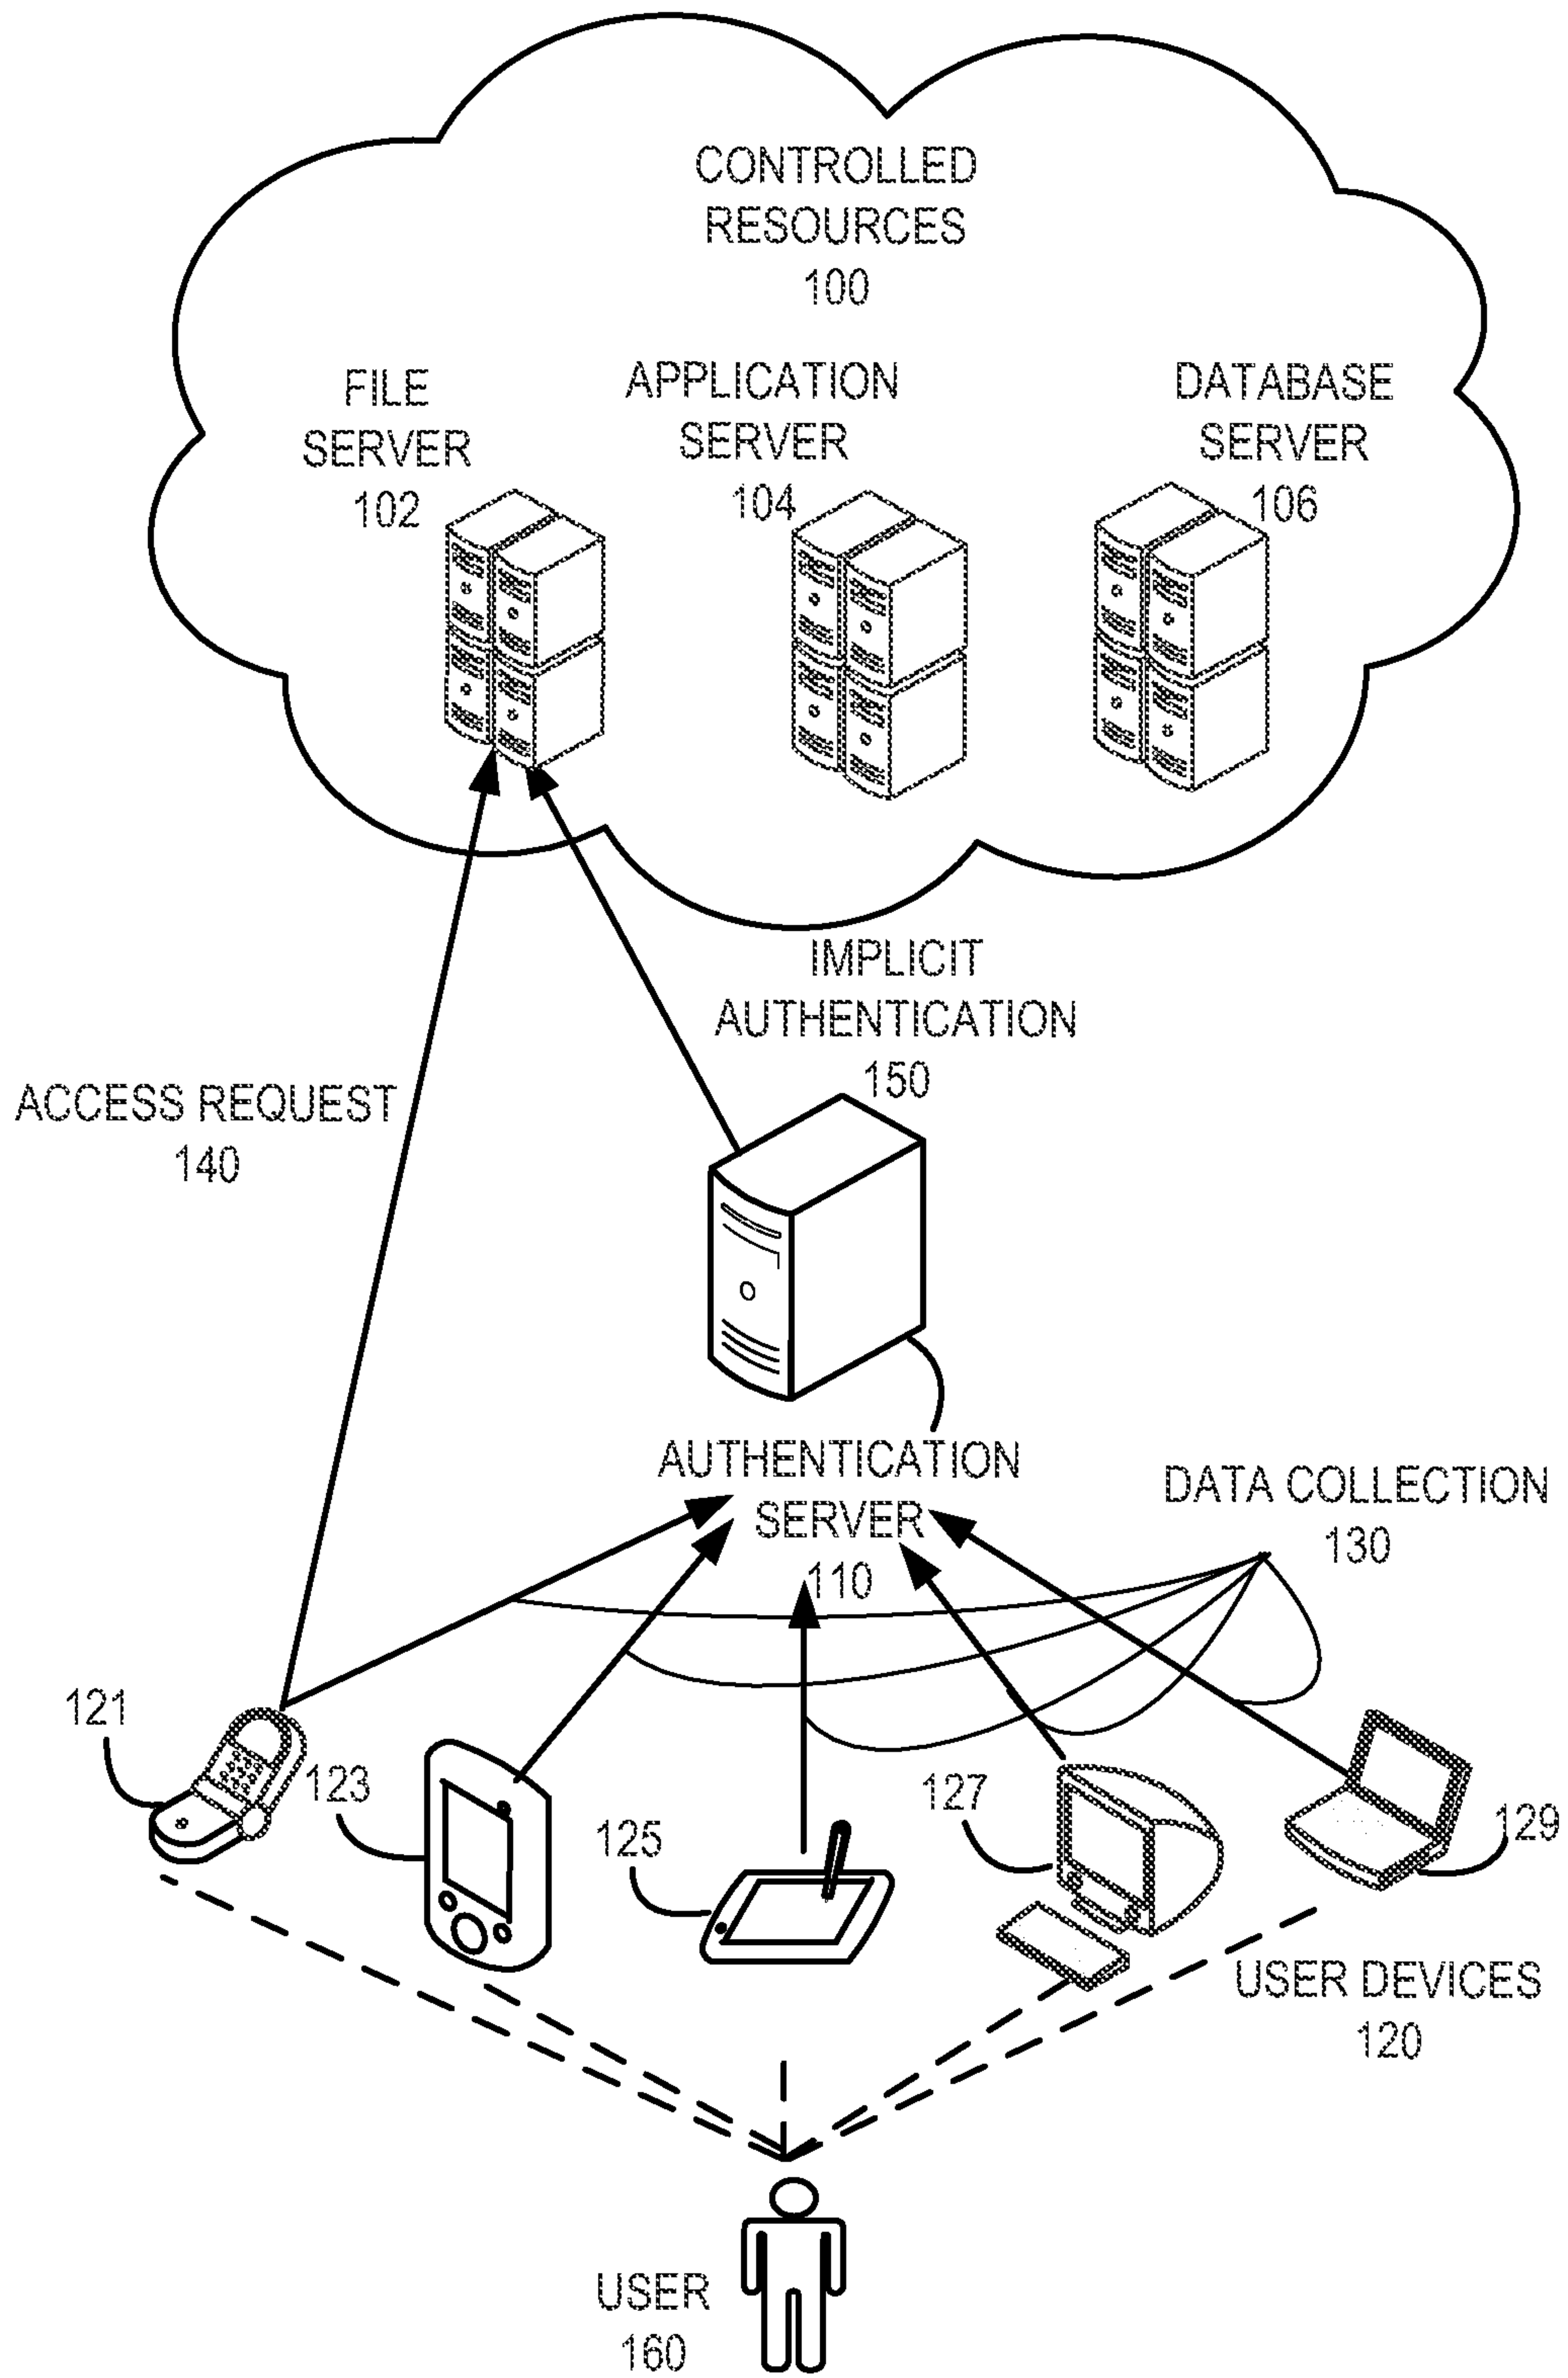 CONTROLLED
RESOURCES
100
FILE
SERVER
102
APPLICATION
SERVER
104
DATABASE
SERVER
106
IMPLICIT
AUTHENTICATION
150
ACCESS REQUEST
140
AUTHENTICATION
SERVER
110
DATA COLLECTION
130
121
123
125
127
129
USER DEVICES
120
USER
160